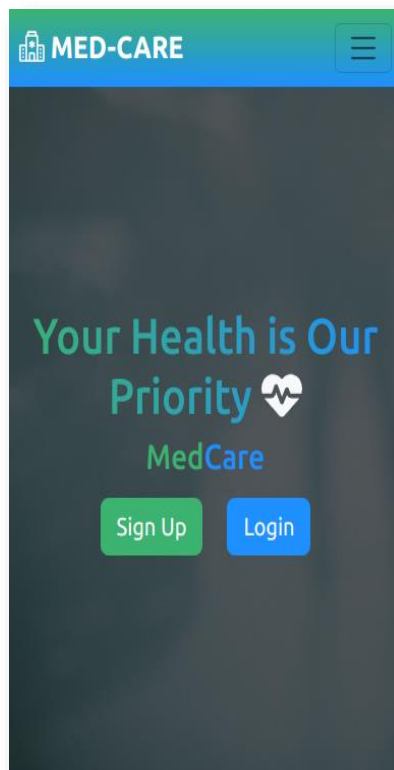 MED-CARE
Your Health is Our
Priority
MedCare
Sign Up
Login